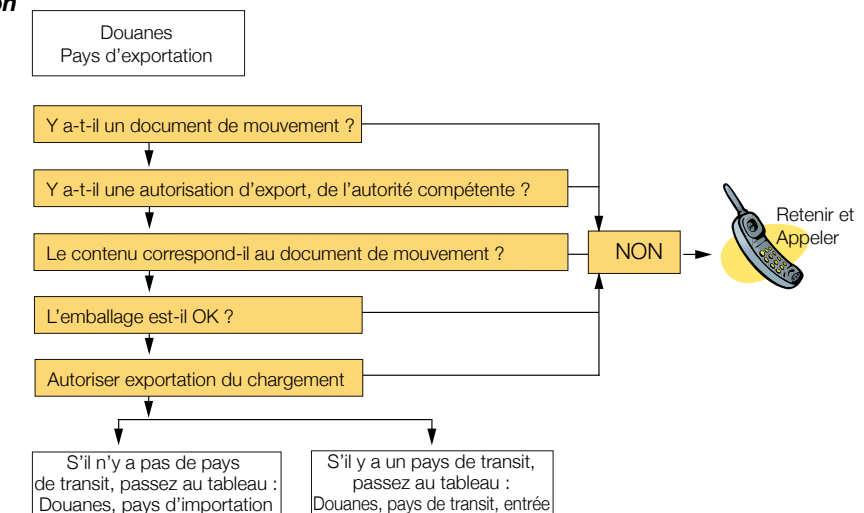 on
Douanes
Pays d'exportation
Y a-t-il un document de mouvement ?
Y a-t-il une autorisation d'export, de l'autorité compétente ?
Le contenu correspond-il au document de mouvement ?
NON
Retenir et
Appeler
L'emballage est-il OK ?
Autoriser exportation du chargement
S'il n'y a pas de pays
de transit, passez au tableau :
Douanes, pays d'importation
S'il y a un pays de transit,
passez au tableau :
Douanes, pays de transit, entrée